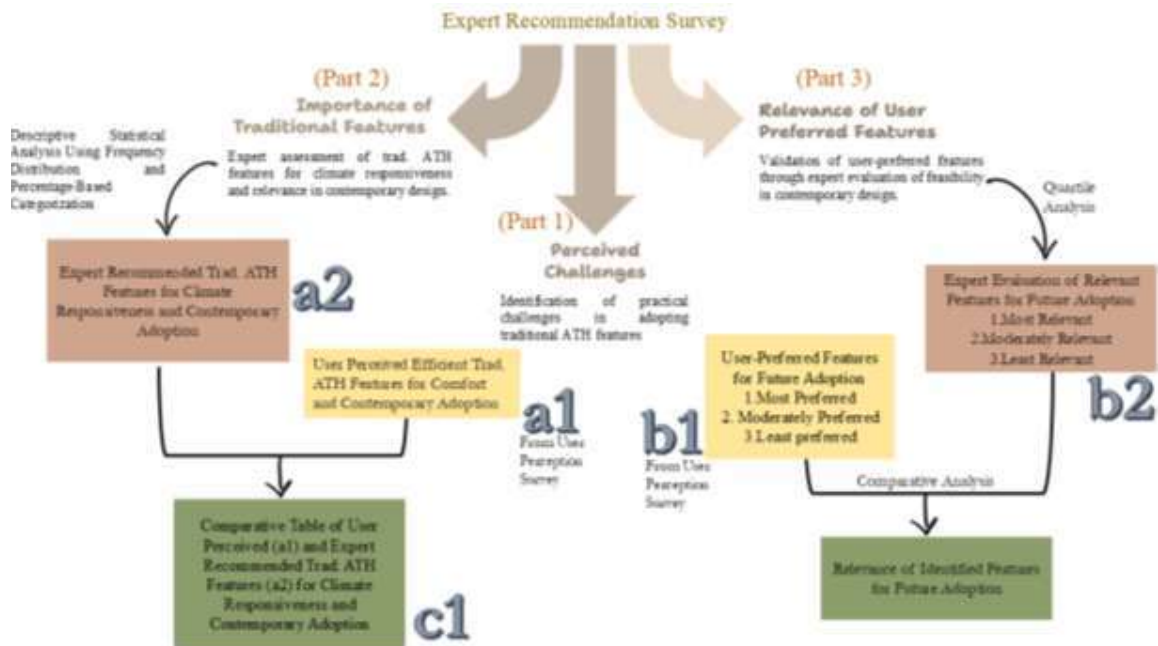 Expert Recommendation Survey
(Part 2)
Importance of
Traditional Features
Expert assessment of trad. ATH
features for climate responsiveness
and relevance in contemporary design.
Descriptive Statistical
Analysis Using Frequency
Distribution and
Percentage-Based
Categorization
(Part 1)
Perceived
Challenges
Identification of practical
challenges in adopting
traditional ATH features
(Part 3)
Relevance of User
Preferred Features
Validation of user-preferred features
through expert evaluation of feasibility
in contemporary design.
Quartile
Analysis
Expert Recommended Trad. ATH
Features for Climate
Responsiveness and Contemporary
Adoption
a2
User Perceived Efficient Trad.
ATH Features for Comfort
and Contemporary Adoption
a1
From User
Perception
Survey
User-Preferred Features
for Future Adoption
1.Most Preferred
2. Moderately Preferred
3.Least preferred
b1
From User
Perception
Survey
Expert Evaluation of Relevant
Features for Future Adoption
1.Most Relevant
2.Moderately Relevant
3.Least Relevant
b2
Comparative Analysis
Comparative Table of User
Perceived (a1) and Expert
Recommended Trad. ATH
Features (a2) for Climate
Responsiveness and
Contemporary Adoption
c1
Relevance of Identified Features
for Future Adoption